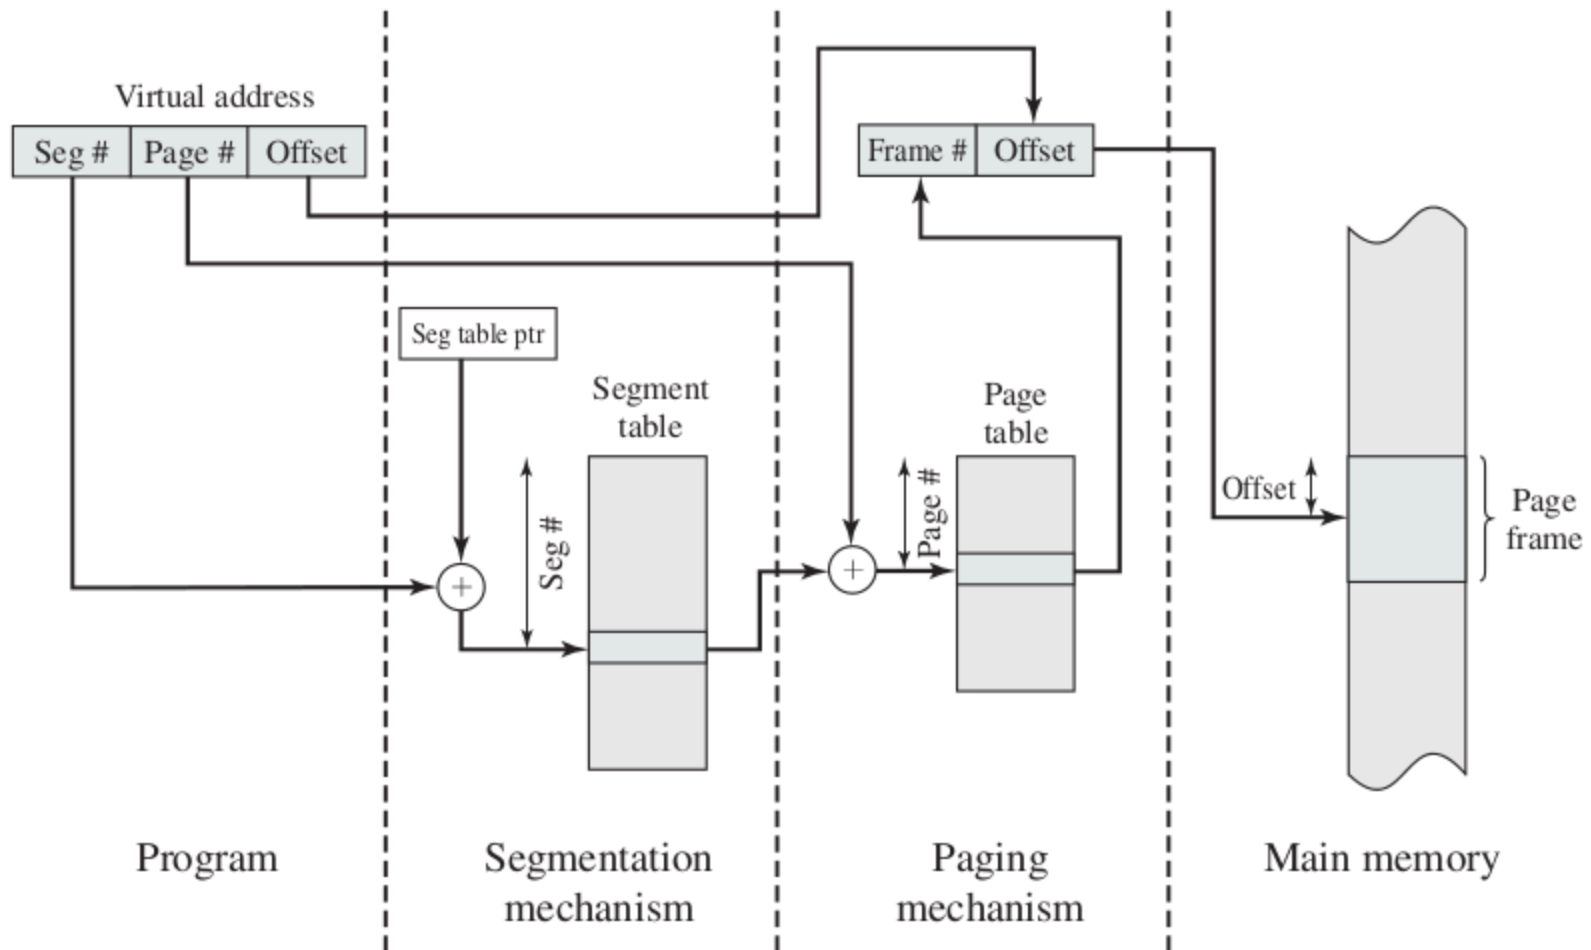 Virtual address
Seg #
Page #
Offset
Frame #
Offset
Seg table ptr
Segment
table
Seg #
+
Page
table
Page #
+
Offset
Page
frame
Program
Segmentation
mechanism
Paging
mechanism
Main memory